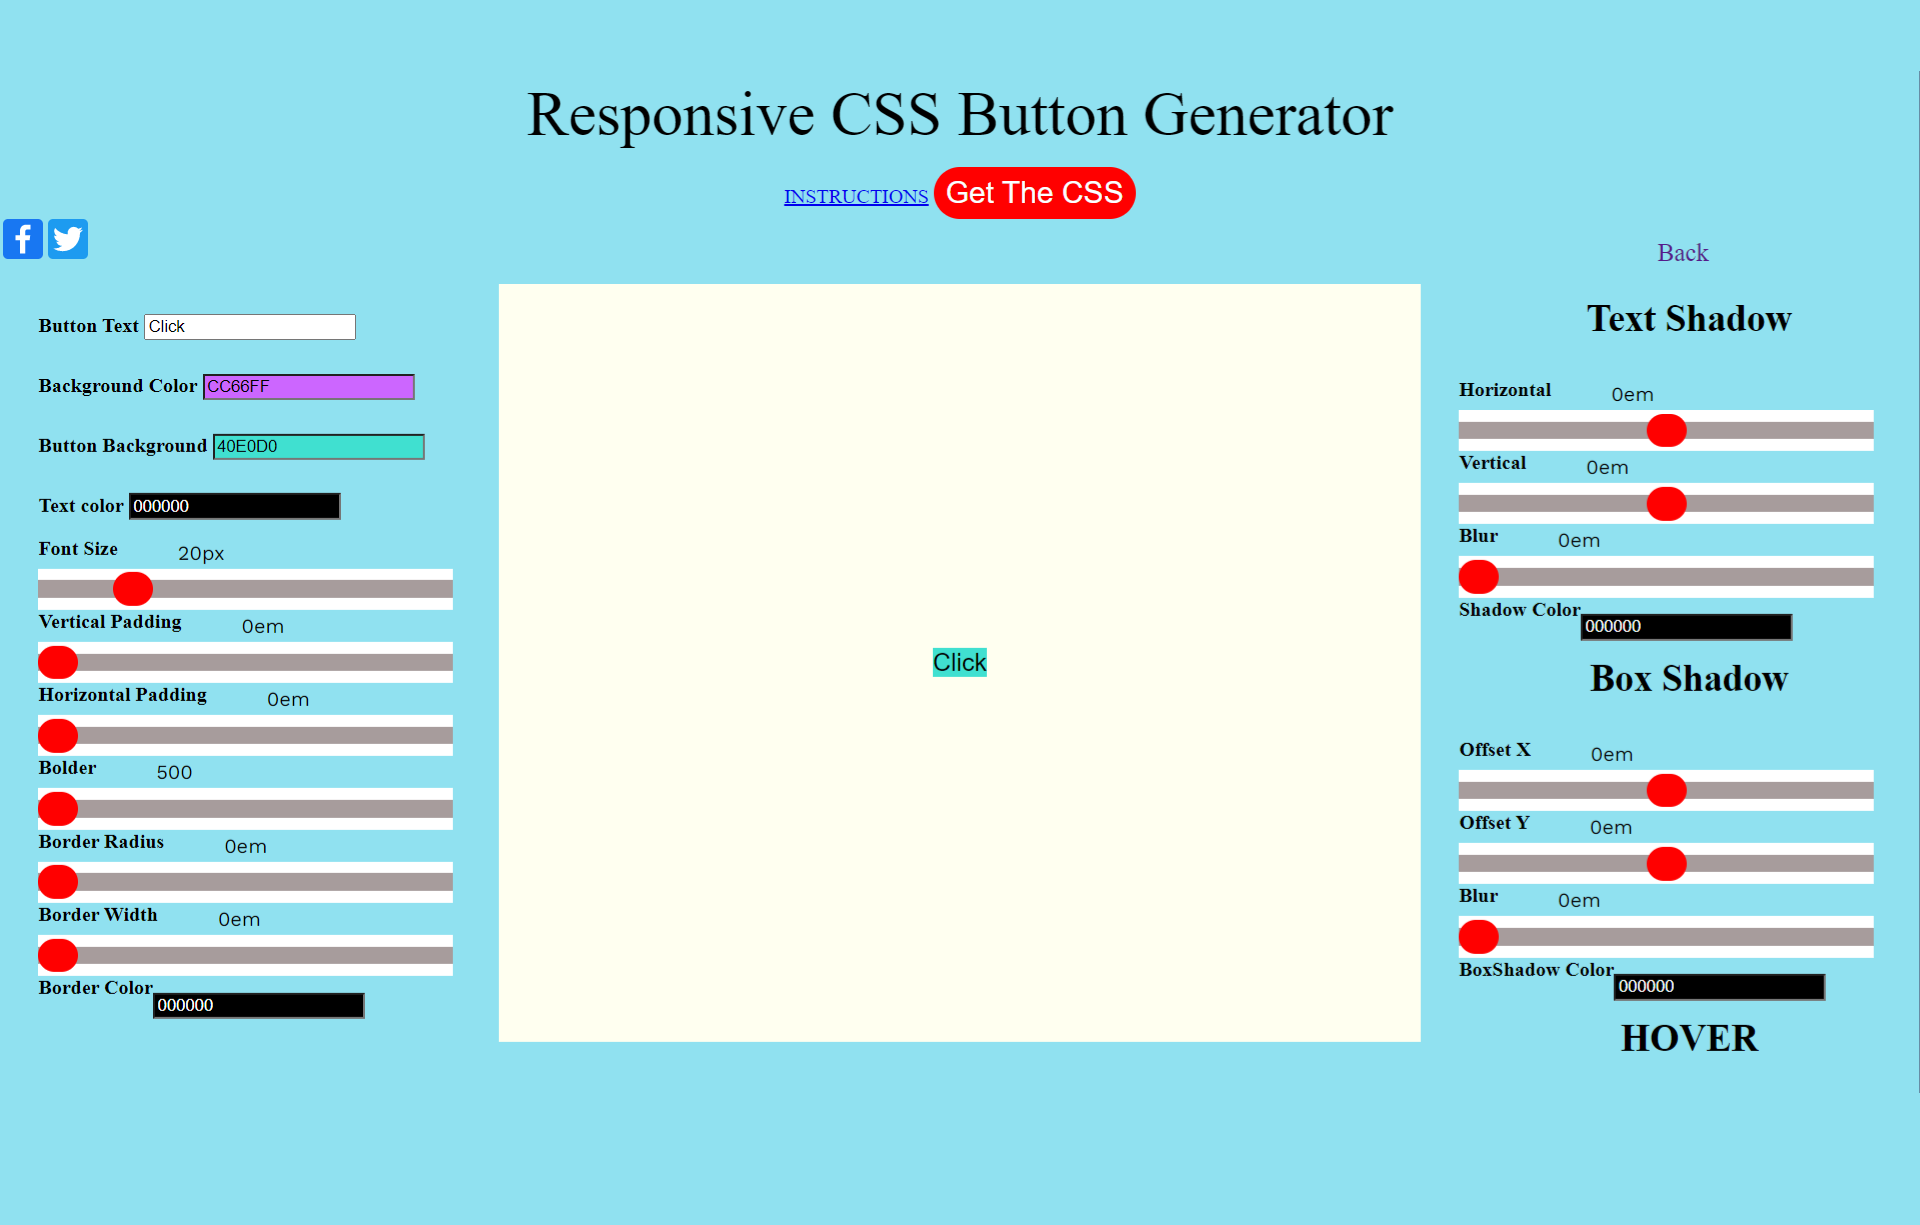 Responsive CSS Button Generator
INSTRUCTIONS Get The CSS
Back
Button Text Click
Background Color CC66FF
Button Background 40E0D0
Text color 000000
Font Size 20px
Vertical Padding 0em
Horizontal Padding 0em
Bolder 500
Border Radius 0em
Border Width 0em
Border Color 000000
Click
Text Shadow
Horizontal 0em
Vertical 0em
Blur 0em
Shadow Color 000000
Box Shadow
Offset X 0em
Offset Y 0em
Blur 0em
BoxShadow Color 000000
HOVER